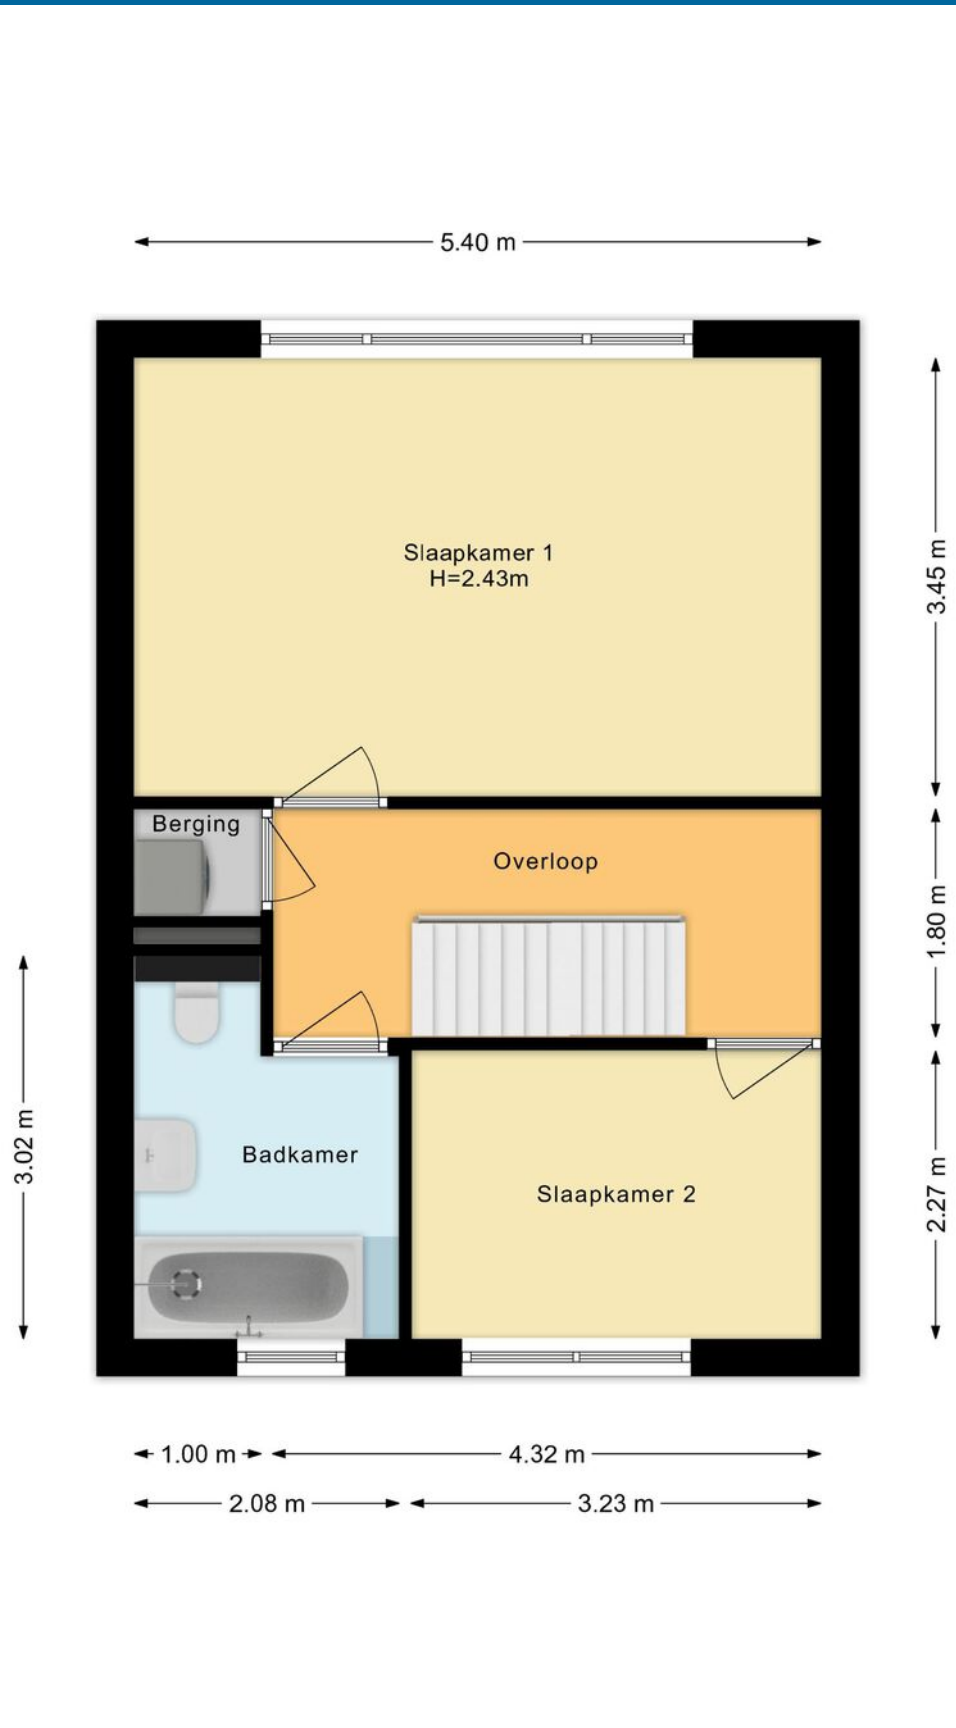 5.40 m
Slaapkamer 1
H=2.43m
3.45 m
Berging
Overloop
1.80 m
3.02 m
Badkamer
Slaapkamer 2
2.27 m
1.00 m
4.32 m
2.08 m
3.23 m